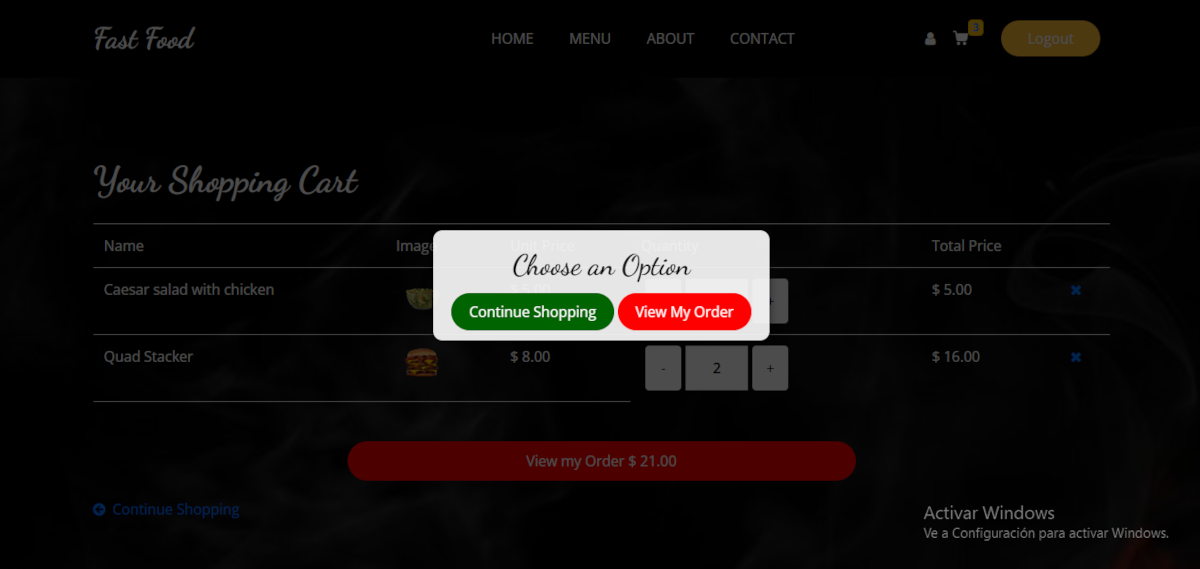 Fast Food HOME MENU ABOUT CONTACT 3 Logout
Your Shopping Cart
Name Image Unit Price Quantity Total Price
Choose an Option
Caesar salad with chicken $ 5.00 + $ 5.00
Continue Shopping View My Order
Quad Stacker $ 8.00 - 2 + $ 16.00
View my Order $ 21.00
Continue Shopping
Activar Windows
Ve a Configuración para activar Windows.